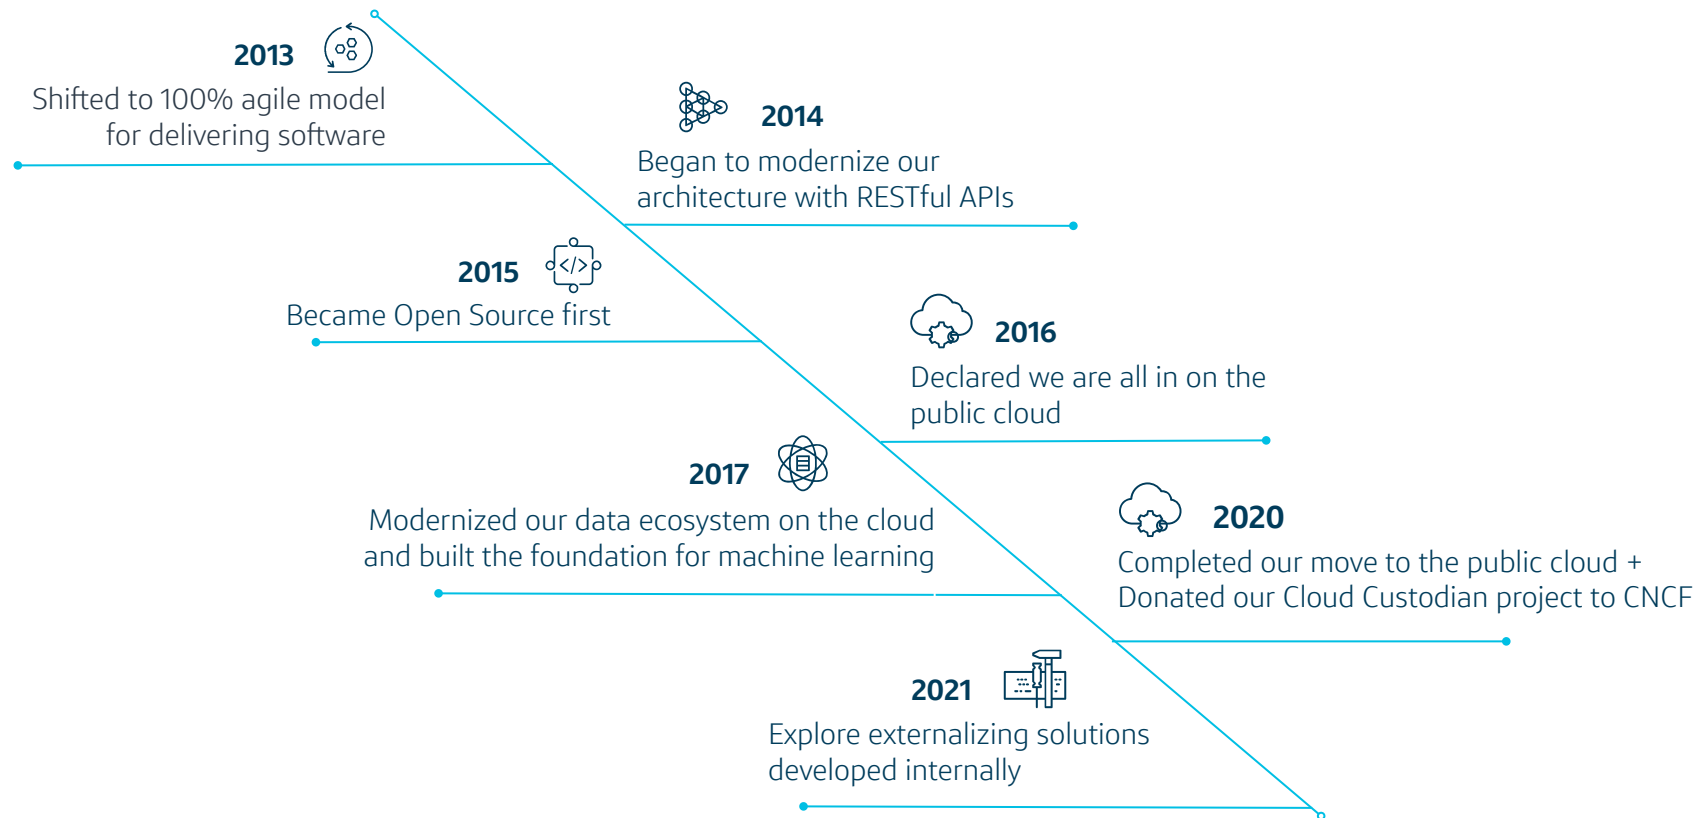 2013
Shifted to 100% agile model
for delivering software
2014
Began to modernize our
architecture with RESTful APIs
2015
</>
Became Open Source first
2016
Declared we are all in on the
public cloud
2017
Modernized our data ecosystem on the cloud
and built the foundation for machine learning
2020
Completed our move to the public cloud +
Donated our Cloud Custodian project to CNCF
2021
Explore externalizing solutions
developed internally